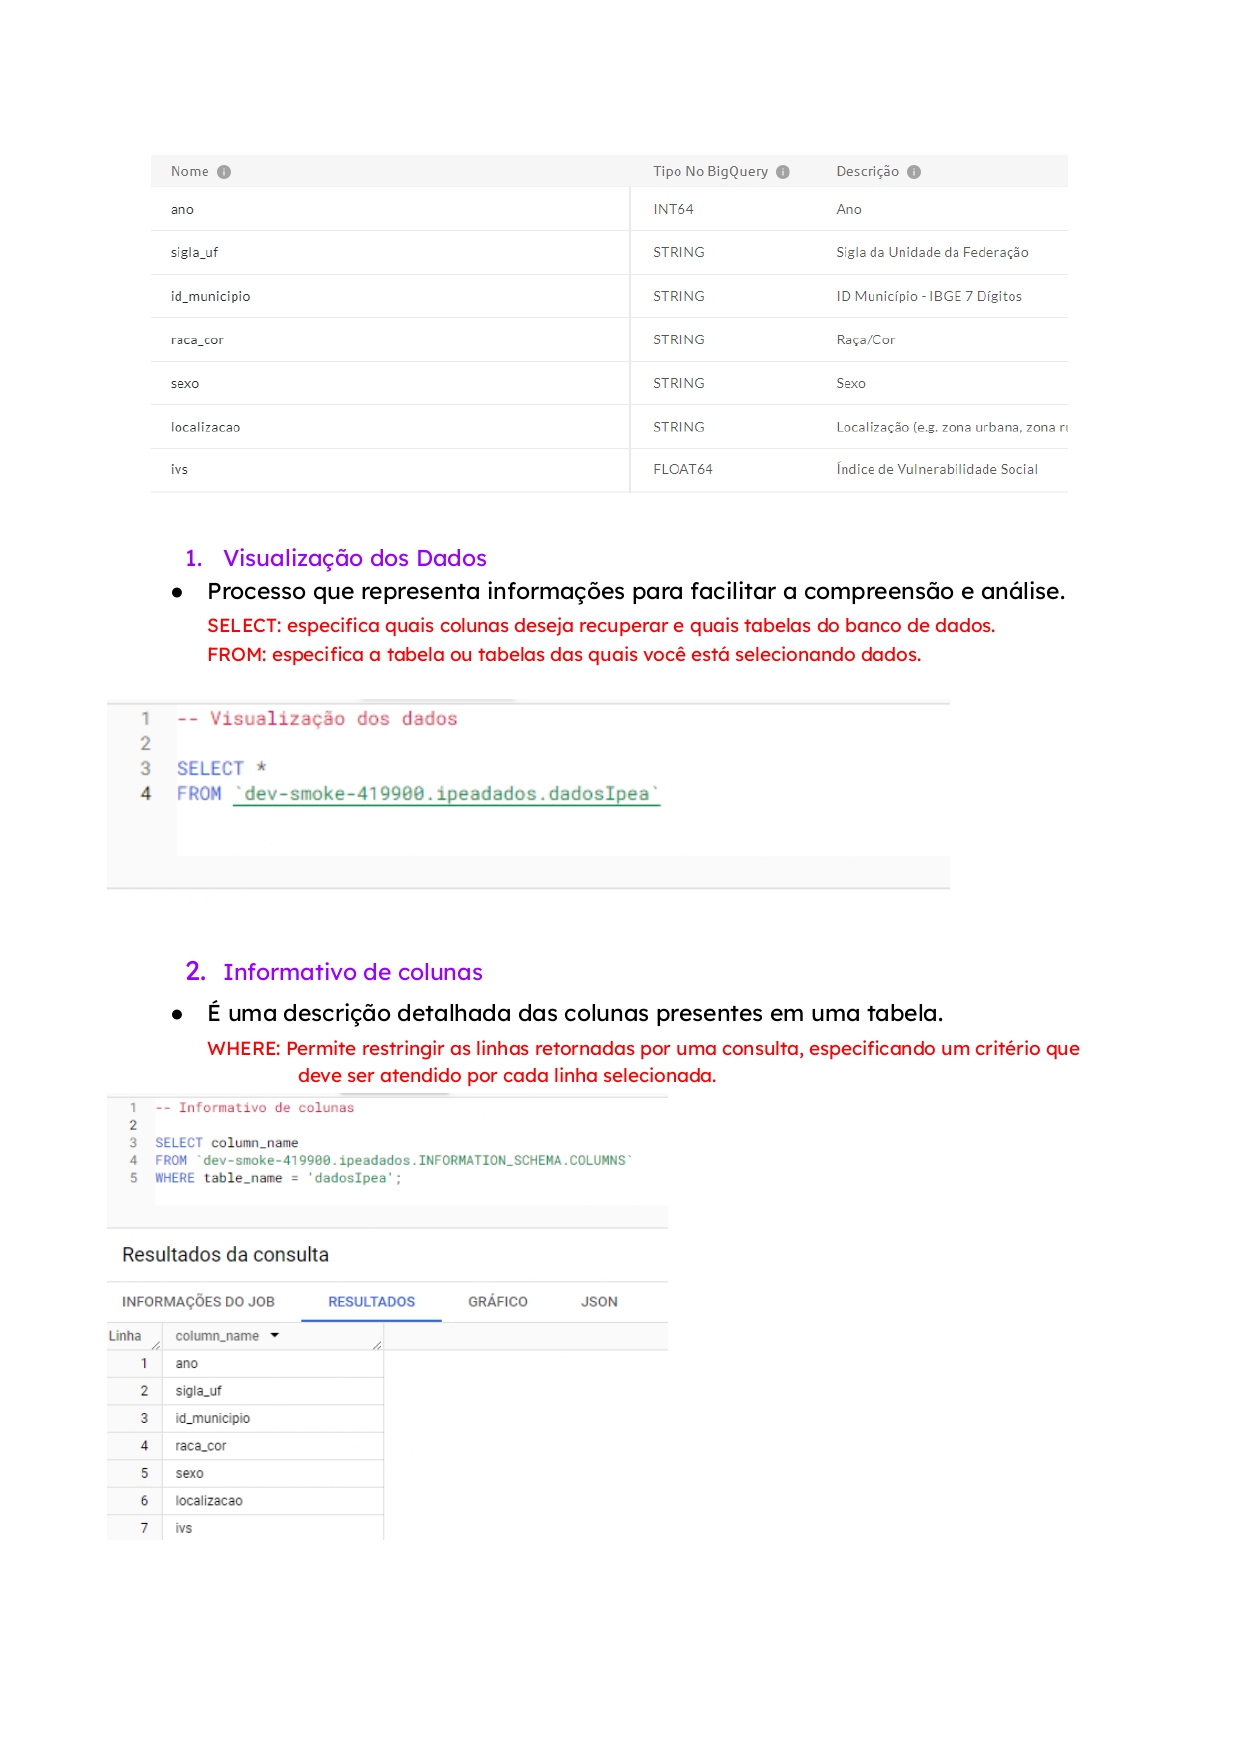 Nome Tipo No BigQuery Descrição
ano INT64 Ano
sigla_uf STRING Sigla da Unidade da Federação
id_municipio STRING ID Município - IBGE 7 Dígitos
raca_cor STRING Raça/Cor
sexo STRING Sexo
localizacao STRING Localização (e.g. zona urbana, zona
ivs FLOAT64 Índice de Vulnerabilidade Social
1. Visualização dos Dados
● Processo que representa informações para facilitar a compreensão e análise.
SELECT: especifica quais colunas deseja recuperar e quais tabelas do banco de dados.
FROM: especifica a tabela ou tabelas das quais você está selecionando dados.
1 -- Visualização dos dados
2
3 SELECT *
4 FROM `dev-smoke-419900.ipeadados.dadosIpea`
2. Informativo de colunas
● É uma descrição detalhada das colunas presentes em uma tabela.
WHERE: Permite restringir as linhas retornadas por uma consulta, especificando um critério que
deve ser atendido por cada linha selecionada.
1 -- Informativo de colunas
2
3 SELECT column_name
4 FROM `dev-smoke-419900.ipeadados.INFORMATION_SCHEMA.COLUMNS`
5 WHERE table_name = 'dadosIpea';
Resultados da consulta
INFORMAÇÕES DO JOB RESULTADOS GRÁFICO JSON
Linha column_name
1 ano
2 sigla_uf
3 id_municipio
4 raca_cor
5 sexo
6 localizacao
7 ivs